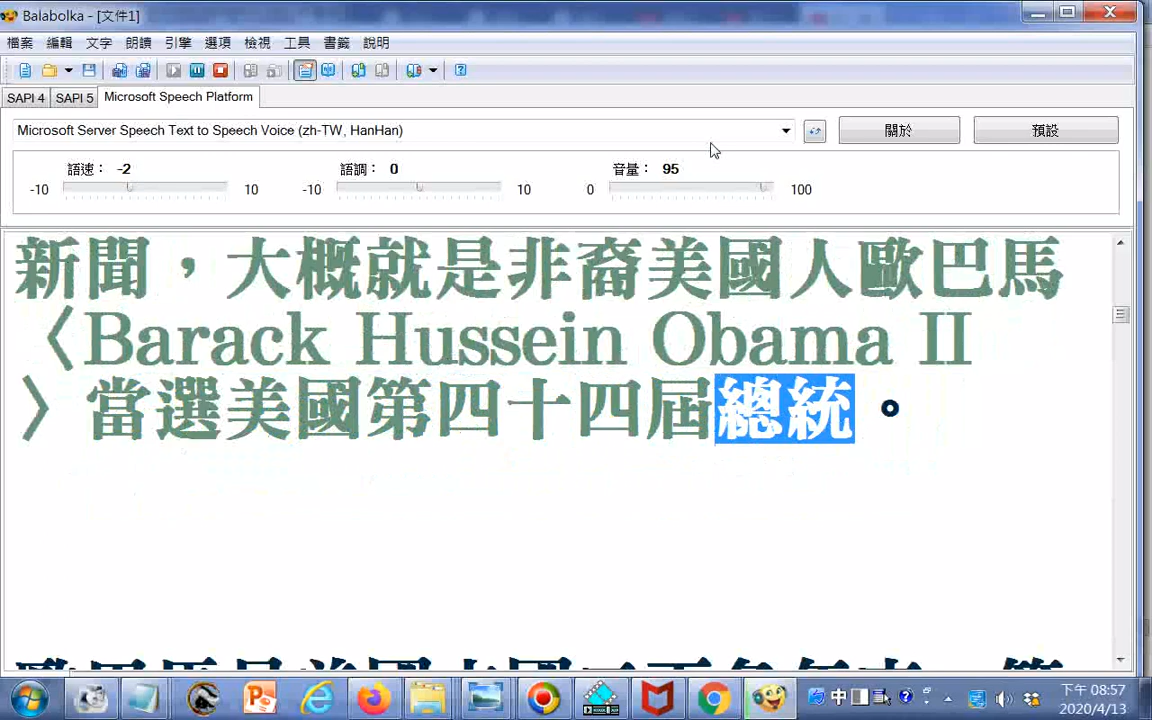 Balabolka - [文件1]
檔案 編輯 文字 朗讀 引擎 選項 檢視 工具 書籤 說明
SAPI 4 SAPI 5 Microsoft Speech Platform
Microsoft Server Speech Text to Speech Voice (zh-TW, HanHan) 關於 預設
語速： -2 語調： 0 音量： 95
-10 10 -10 10 0 100
新聞，大概就是非裔美國人歐巴馬
〈Barack Hussein Obama II
〉當選美國第四十四屆總統。
中
下午 08:57
2020/4/13